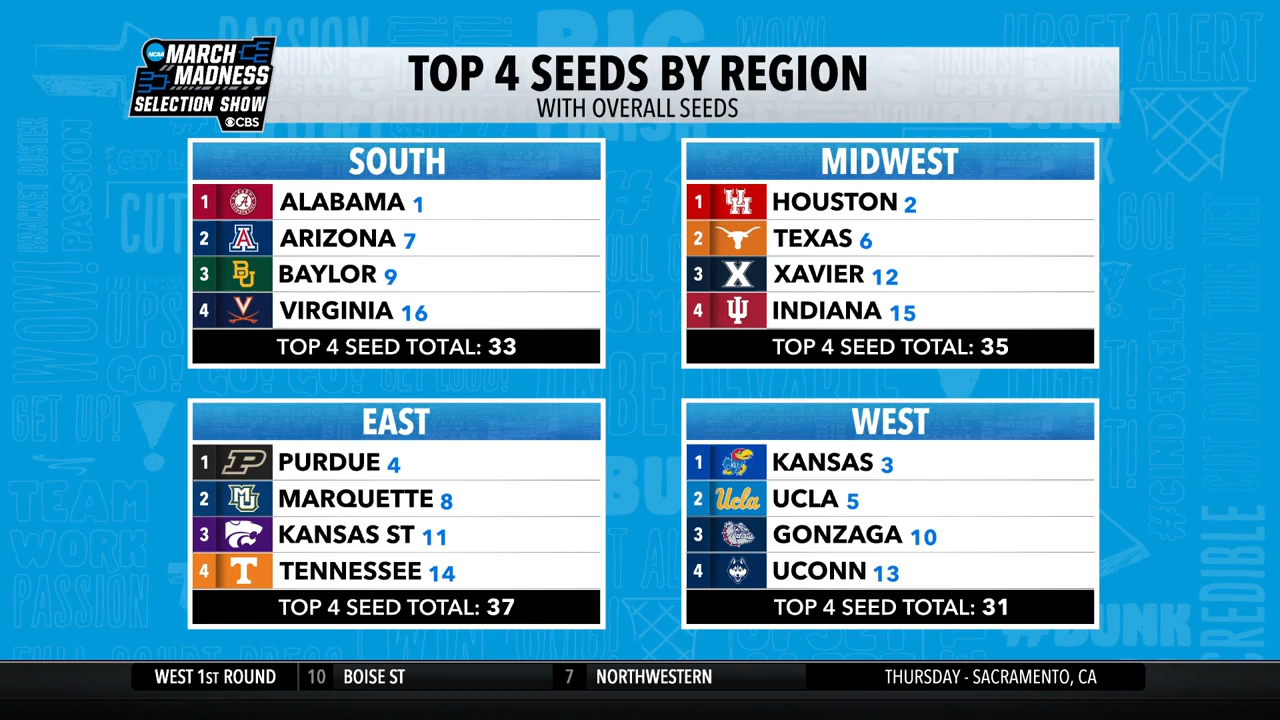 NCAA MARCH
MADNESS
SELECTION SHOW
CBS
TOP 4 SEEDS BY REGION
WITH OVERALL SEEDS
SOUTH
1 ALABAMA 1
2 ARIZONA 7
3 BAYLOR 9
4 VIRGINIA 16
TOP 4 SEED TOTAL: 33
MIDWEST
1 HOUSTON 2
2 TEXAS 6
3 XAVIER 12
4 INDIANA 15
TOP 4 SEED TOTAL: 35
EAST
1 PURDUE 4
2 MARQUETTE 8
3 KANSAS ST 11
4 TENNESSEE 14
TOP 4 SEED TOTAL: 37
WEST
1 KANSAS 3
2 UCLA 5
3 GONZAGA 10
4 UCONN 13
TOP 4 SEED TOTAL: 31
WEST 1ST ROUND 10 BOISE ST 7 NORTHWESTERN THURSDAY - SACRAMENTO, CA